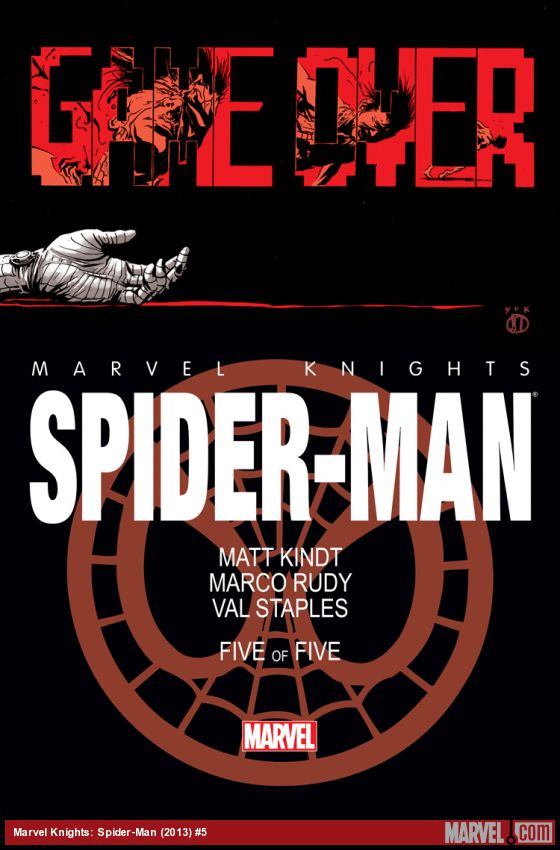 GAME OVER
MARVEL KNIGHTS
SPIDER-MAN®
MATT KINDT
MARCO RUDY
VAL STAPLES
FIVE OF FIVE
MARVEL
Marvel Knights: Spider-Man (2013) #5
MARVEL.com